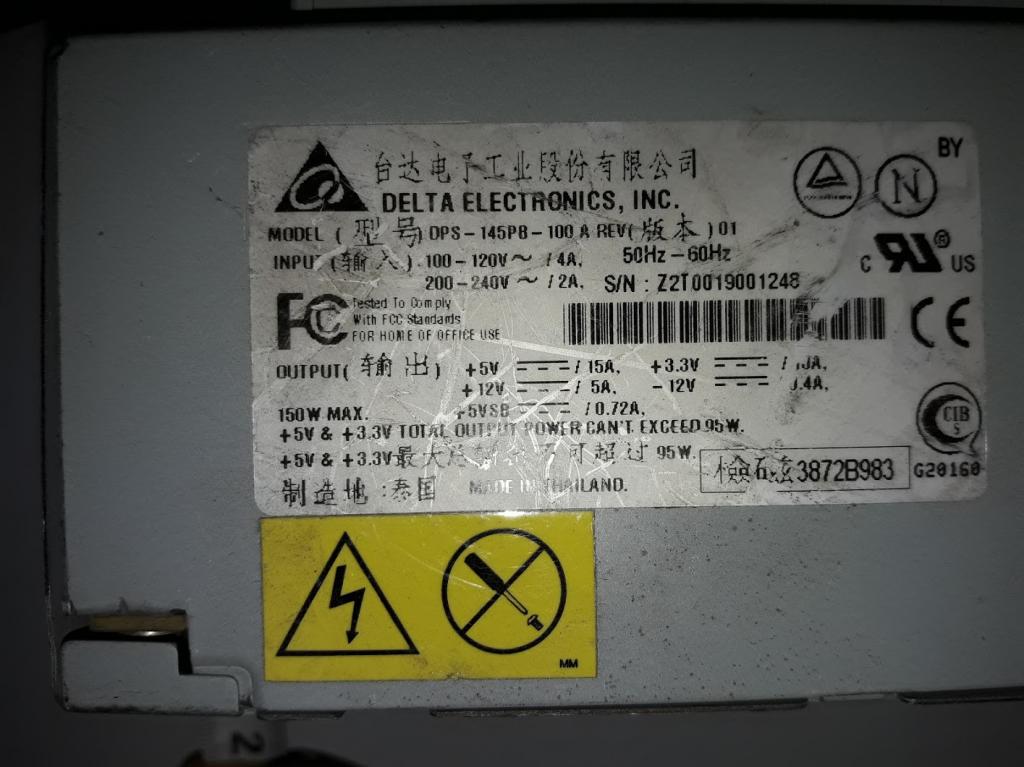 台达电子工业股份有限公司
DELTA ELECTRONICS, INC.
N
BY
MODEL (型号) DPS-145PB-100 A REV(版本)01
INPUT(输入). 100-120V～ /4A, 50Hz-60Hz
200-240V～ /2A, S/N : Z2T0019001248
C RU® US
FC Tested To Comply
With FCC Standards
FOR HOME OF OFFICE USE
CE
OUTPUT(输出) +5V /15A, +3.3V
+12V / 5A, -12V
150W MAX. +5VSB /0.72A,
+5V & +3.3V TOTAL OUTPUT POWER CAN'T EXCEED 95W.
+5V & +3.3V最大 可超过 95W.
CIB
S
3872B983
G20160
制造地 :泰国 MADE IN THAILAND.
MM
2